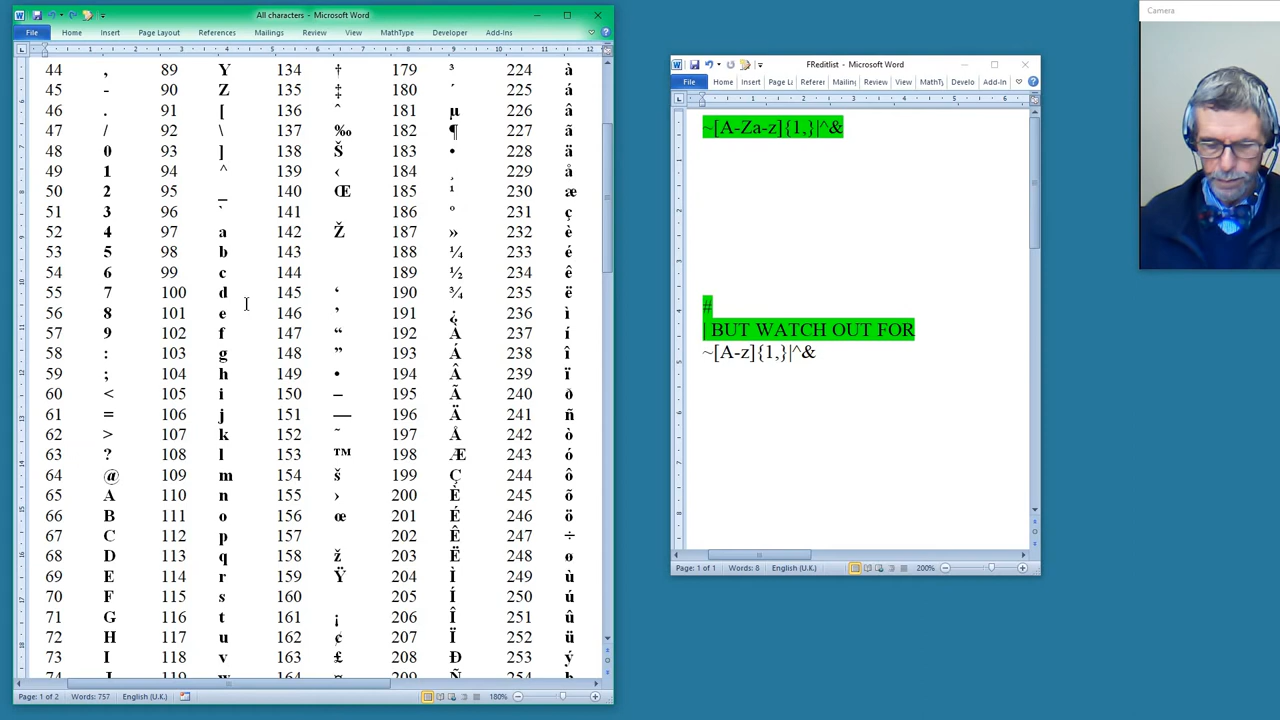 All characters - Microsoft Word
File Home Insert Page Layout References Mailings Review View MathType Developer Add-Ins
44 , 89 Y 134 † 179 ³ 224 à
45 - 90 Z 135 ‡ 180 ´ 225 á
46 . 91 [ 136 ˆ 181 µ 226 â
47 / 92 \ 137 ‰ 182 ¶ 227 ã
48 0 93 ] 138 Š 183 • 228 ä
49 1 94 ^ 139 ‹ 184 ¸ 229 å
50 2 95 _ 140 Œ 185 ¹ 230 æ
51 3 96 ` 141 186 º 231 ç
52 4 97 a 142 Ž 187 » 232 è
53 5 98 b 143 188 ¼ 233 é
54 6 99 c 144 189 ½ 234 ê
55 7 100 d 145 ‘ 190 ¾ 235 ë
56 8 101 e 146 ’ 191 ¿ 236 ì
57 9 102 f 147 “ 192 À 237 í
58 : 103 g 148 ” 193 Á 238 î
59 ; 104 h 149 • 194 Â 239 ï
60 < 105 i 150 – 195 Ã 240 ð
61 = 106 j 151 — 196 Ä 241 ñ
62 > 107 k 152 ˜ 197 Å 242 ò
63 ? 108 l 153 ™ 198 Æ 243 ó
64 @ 109 m 154 š 199 Ç 244 ô
65 A 110 n 155 › 200 È 245 õ
66 B 111 o 156 œ 201 É 246 ö
67 C 112 p 157 202 Ê 247 ÷
68 D 113 q 158 ž 203 Ë 248 ø
69 E 114 r 159 Ÿ 204 Ì 249 ù
70 F 115 s 160 205 Í 250 ú
71 G 116 t 161 ¡ 206 Î 251 û
72 H 117 u 162 ¢ 207 Ï 252 ü
73 I 118 v 163 £ 208 Ð 253 ý
Page: 1 of 2 Words: 757 English (U.K.) 180%
FReditlist - Microsoft Word
File Home Insert Page L Referer Mailin Review View MathT Develo Add-In
~[A-Za-z]{1,}|^&
#
| BUT WATCH OUT FOR
~[A-z]{1,}|^&
Page: 1 of 1 Words: 8 English (U.K.) 200%
Camera